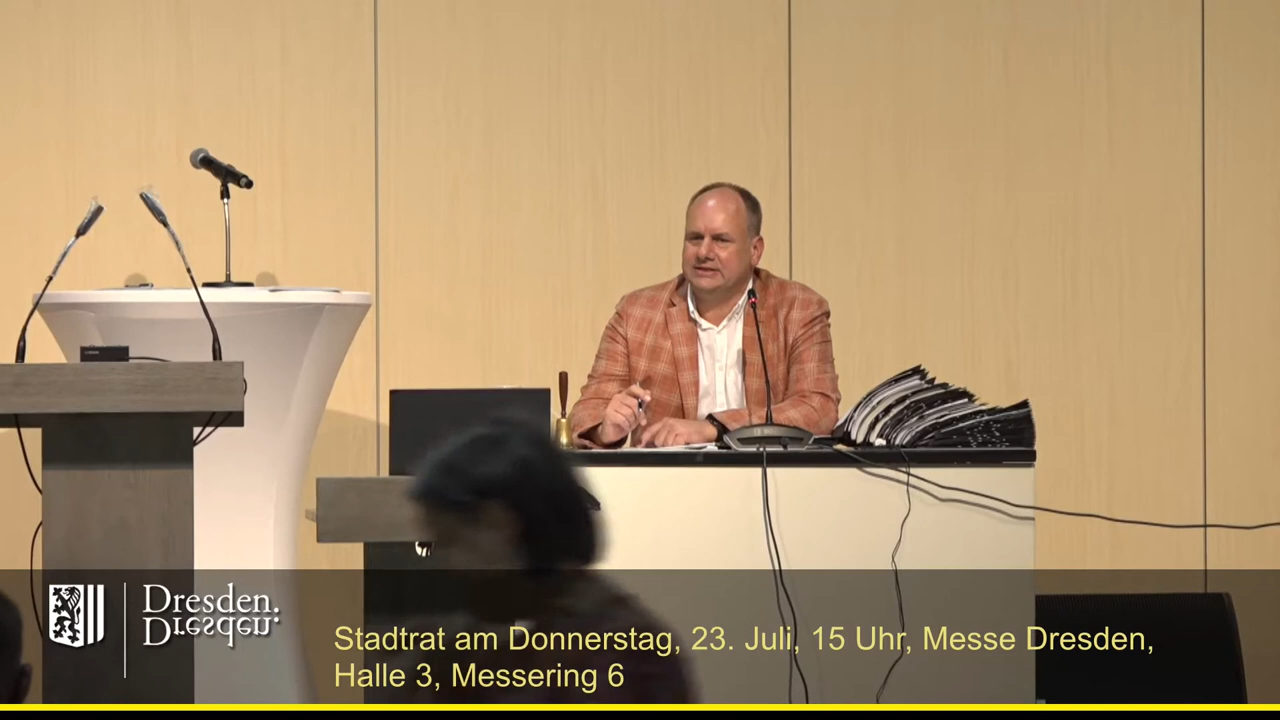 Dresden.
Dresden.
Stadtrat am Donnerstag, 23. Juli, 15 Uhr, Messe Dresden,
Halle 3, Messering 6